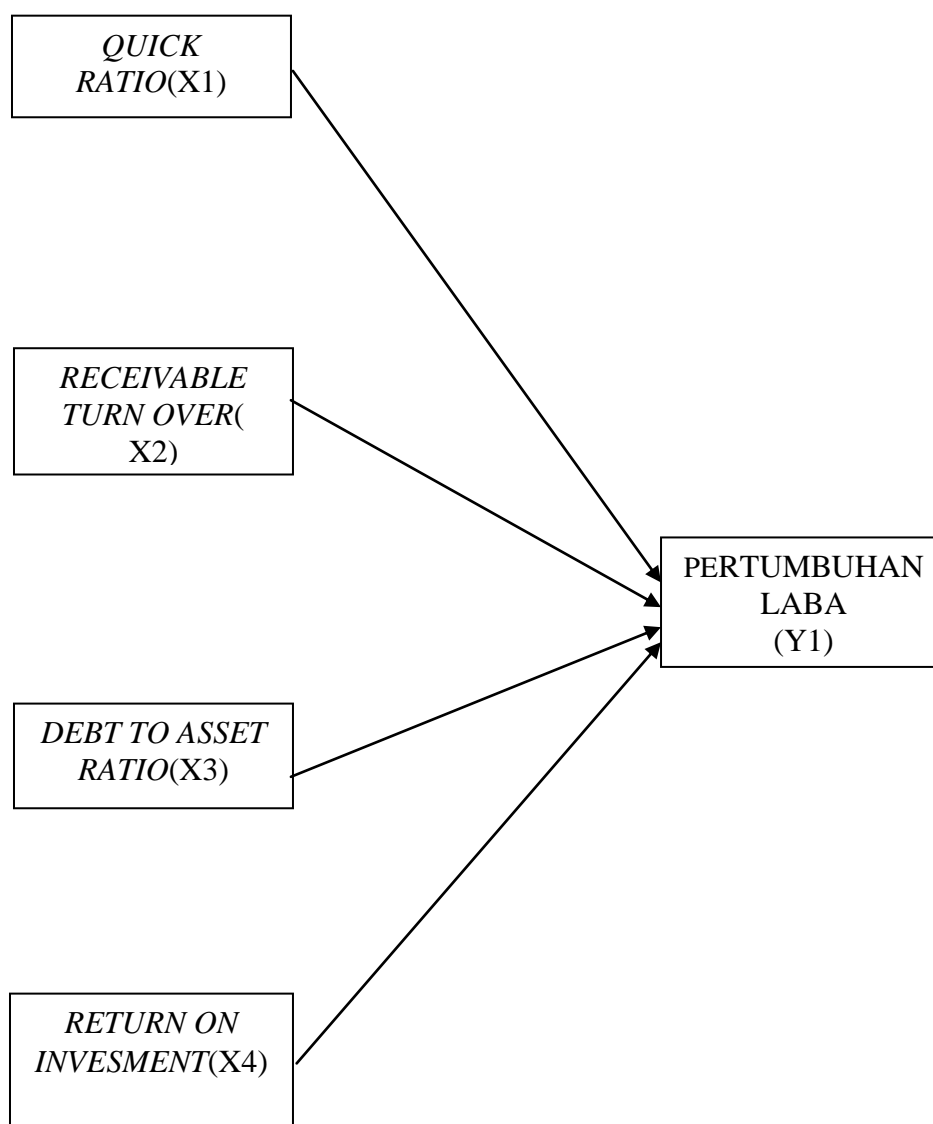 QUICK
RATIO(X1)
RECEIVABLE
TURN OVER(
X2)
DEBT TO ASSET
RATIO(X3)
RETURN ON
INVESMENT(X4)
PERTUMBUHAN
LABA
(Y1)